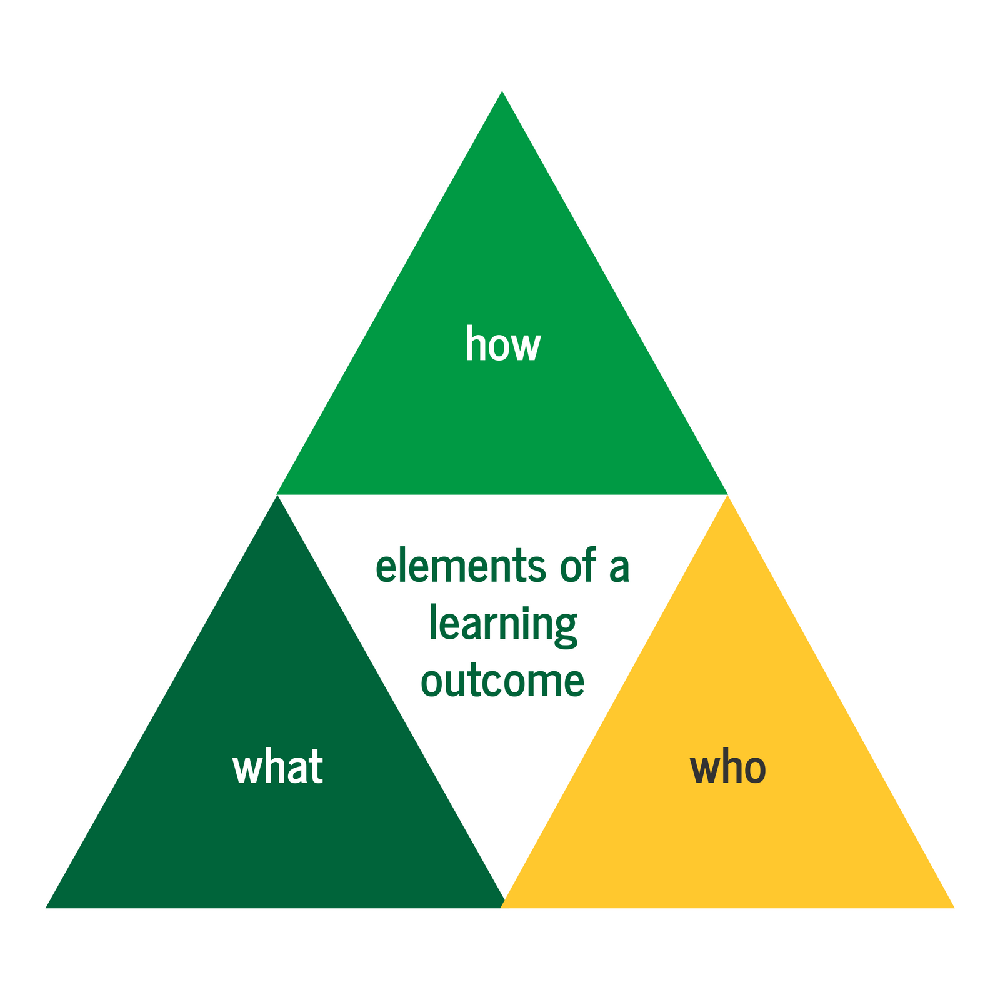 how
elements of a
learning
outcome
what
who